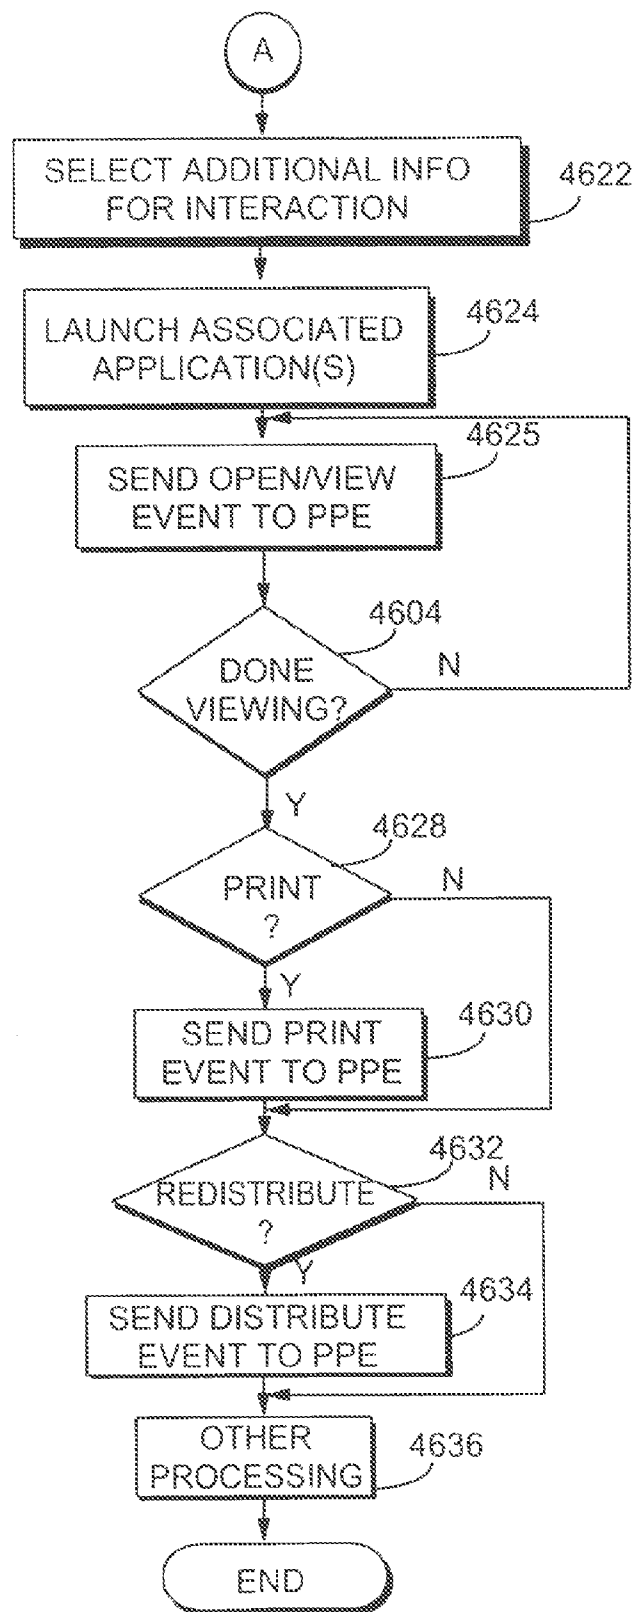 A
SELECT ADDITIONAL INFO
FOR INTERACTION
4622
LAUNCH ASSOCIATED
APPLICATION(S)
4624
SEND OPEN/VIEW
EVENT TO PPE
4625
DONE
VIEWING?
4604
N
Y
PRINT
?
4628
N
Y
SEND PRINT
EVENT TO PPE
4630
REDISTRIBUTE
?
4632
N
Y
SEND DISTRIBUTE
EVENT TO PPE
4634
OTHER
PROCESSING
4636
END